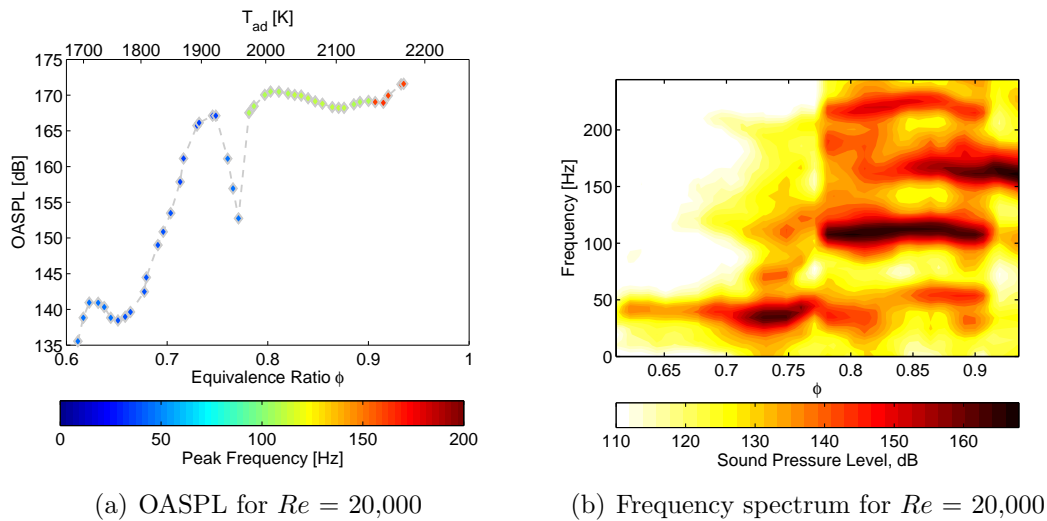 T_ad [K]
1700 1800 1900 2000 2100 2200
175
170
165
160
155
150
145
140
135
OASPL [dB]
0.6 0.7 0.8 0.9 1
Equivalence Ratio ϕ
0 50 100 150 200
Peak Frequency [Hz]
(a) OASPL for Re = 20,000
200
150
100
50
0
Frequency [Hz]
0.65 0.7 0.75 0.8 0.85 0.9
ϕ
110 120 130 140 150 160
Sound Pressure Level, dB
(b) Frequency spectrum for Re = 20,000